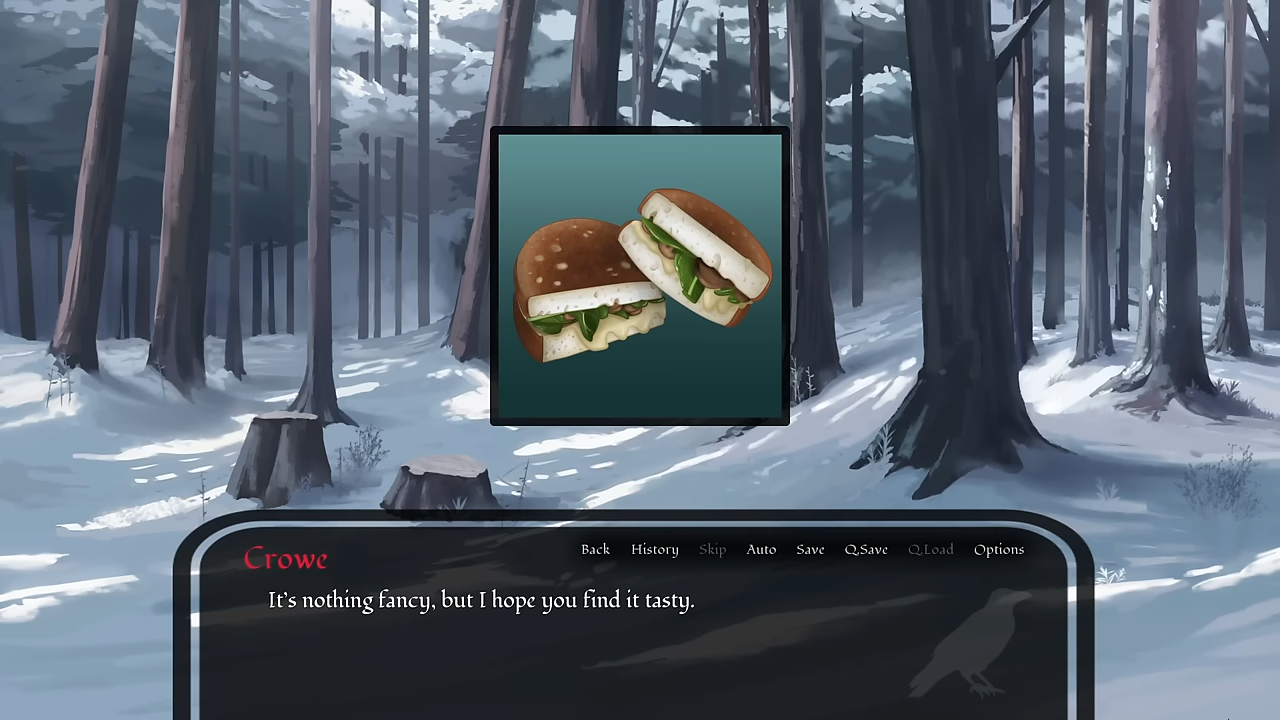 Crowe
Back History Skip Auto Save Q.Save Q.Load Options
It's nothing fancy, but I hope you find it tasty.